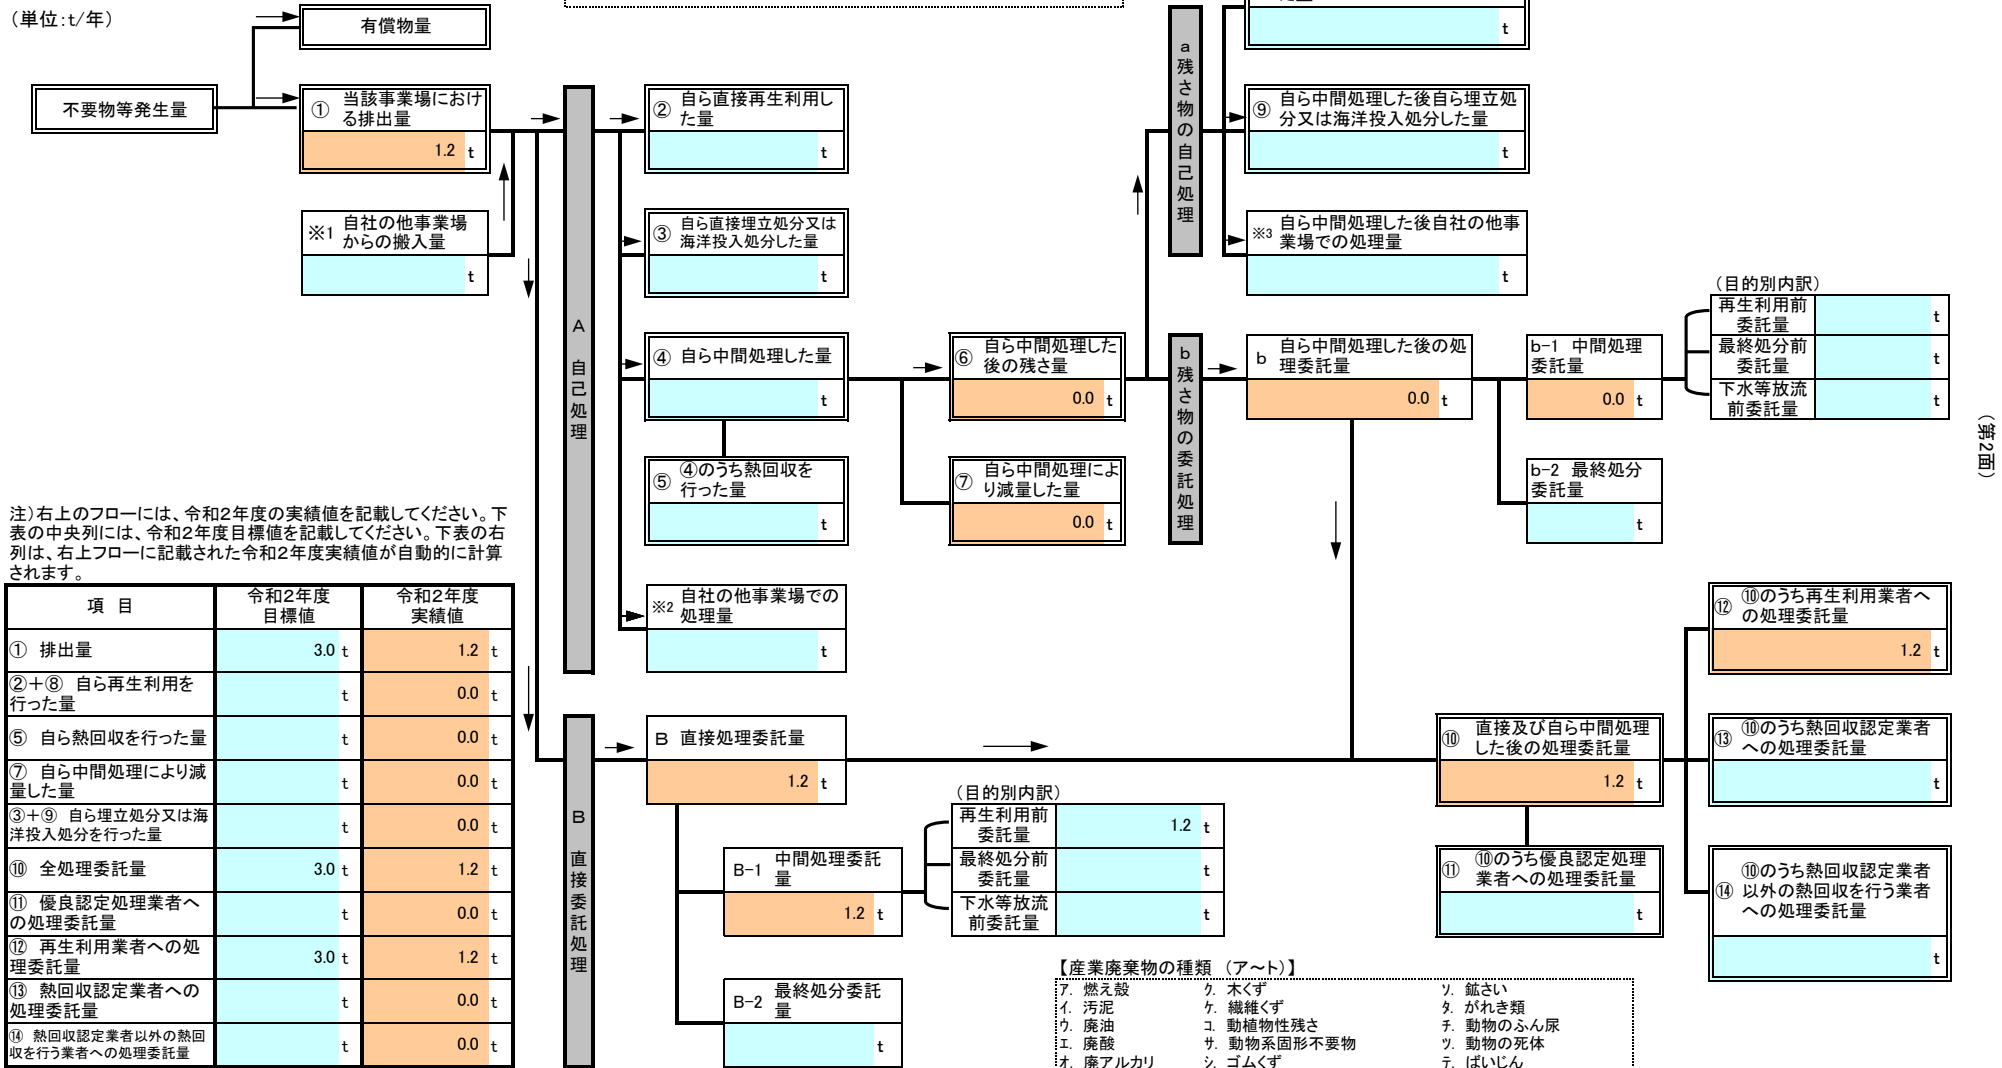 （単位:t/年）
有償物量
不要物等発生量
① 当該事業場におけ
る排出量
1.2 t
※1 自社の他事業場
からの搬入量
t
A 自己処理
② 自ら直接再生利用し
た量
t
③ 自ら直接埋立処分又は
海洋投入処分した量
t
④ 自ら中間処理した量
t
⑤ ④のうち熱回収を
行った量
t
※2 自社の他事業場での
処理量
t
⑥ 自ら中間処理した
後の残さ量
0.0 t
⑦ 自ら中間処理によ
り減量した量
0.0 t
a 残さ物の自己処理
t
⑨ 自ら中間処理した後自ら埋立処
分又は海洋投入処分した量
t
※3 自ら中間処理した後自社の他事
業場での処理量
t
b 残さ物の委託処理
b 自ら中間処理した後の処
理委託量
0.0 t
b-1 中間処理
委託量
0.0 t
b-2 最終処分
委託量
t
（目的別内訳）
再生利用前
委託量
t
最終処分前
委託量
t
下水等放流
前委託量
t
（第2面）
注）右上のフローには、令和２年度の実績値を記載してください。下
表の中央列には、令和２年度目標値を記載してください。下表の右
列は、右上フローに記載された令和２年度実績値が自動的に計算
されます。
項 目
令和２年度
目標値
令和２年度
実績値
① 排出量 3.0 t 1.2 t
②＋⑧ 自ら再生利用を
行った量
t 0.0 t
⑤ 自ら熱回収を行った量 t 0.0 t
⑦ 自ら中間処理により減
量した量
t 0.0 t
③＋⑨ 自ら埋立処分又は海
洋投入処分を行った量
t 0.0 t
⑩ 全処理委託量 3.0 t 1.2 t
⑪ 優良認定処理業者へ
の処理委託量
t 0.0 t
⑫ 再生利用業者への処
理委託量
3.0 t 1.2 t
⑬ 熱回収認定業者への
処理委託量
t 0.0 t
⑭ 熱回収認定業者以外の熱回
収を行う業者への処理委託量
t 0.0 t
B 直接委託処理
B 直接処理委託量
1.2 t
B-1 中間処理委託
量
1.2 t
B-2 最終処分委託
量
t
（目的別内訳）
再生利用前
委託量
1.2 t
最終処分前
委託量
t
下水等放流
前委託量
t
⑩ 直接及び自ら中間処理
した後の処理委託量
1.2 t
⑪ ⑩のうち優良認定処理
業者への処理委託量
t
⑫ ⑩のうち再生利用業者へ
の処理委託量
1.2 t
⑬ ⑩のうち熱回収認定業者
への処理委託量
t
⑭ ⑩のうち熱回収認定業者
以外の熱回収を行う業者
への処理委託量
t
【産業廃棄物の種類 （ア～ト）】
ア. 燃え殻 ク. 木くず ソ. 鉱さい
イ. 汚泥 ケ. 繊維くず タ. がれき類
ウ. 廃油 コ. 動植物性残さ チ. 動物のふん尿
エ. 廃酸 サ. 動物系固形不要物 ツ. 動物の死体
オ. 廃アルカリ シ. ゴムくず テ. ばいじん